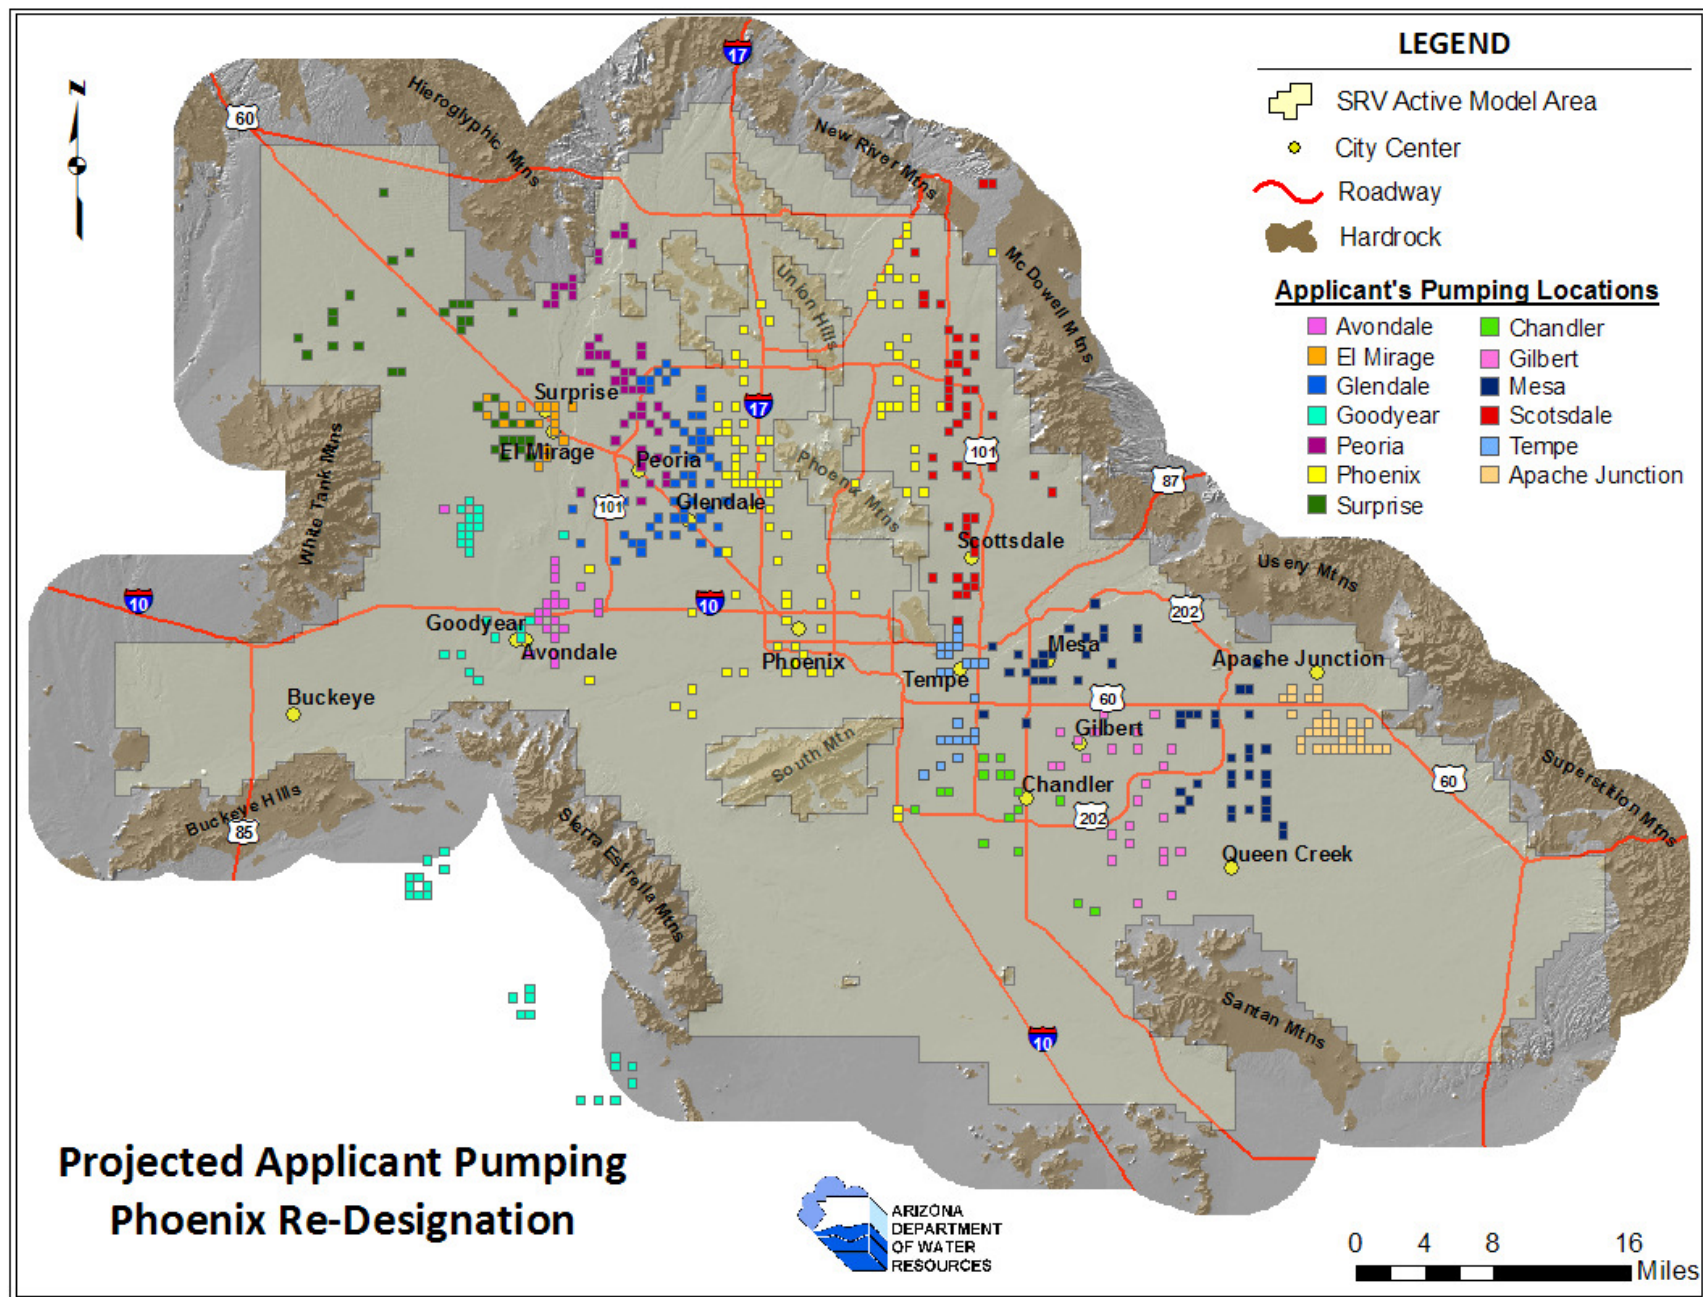 LEGEND
SRV Active Model Area
City Center
Roadway
Hardrock
Applicant's Pumping Locations
Avondale
El Mirage
Glendale
Goodyear
Peoria
Phoenix
Surprise
Chandler
Gilbert
Mesa
Scotsdale
Tempe
Apache Junction
N
17
60
Hieroglyphic Mtns
New River Mtns
Mc Dowell Mtns
Union Hills
Surprise
17
El Mirage
Peoria
Phoenix Mtns
101
87
White Tank Mtns
101
Glendale
Scottsdale
Usery Mtns
10
10
202
Goodyear
Avondale
Phoenix
Tempe
Mesa
Apache Junction
Buckeye
60
Gilbert
South Mtn
Chandler
60
Superstition Mtns
Buckeye Hills
85
202
Sierra Estrella Mtns
Queen Creek
Santan Mtns
10
Projected Applicant Pumping
Phoenix Re-Designation
ARIZONA
DEPARTMENT
OF WATER
RESOURCES
0 4 8 16
Miles